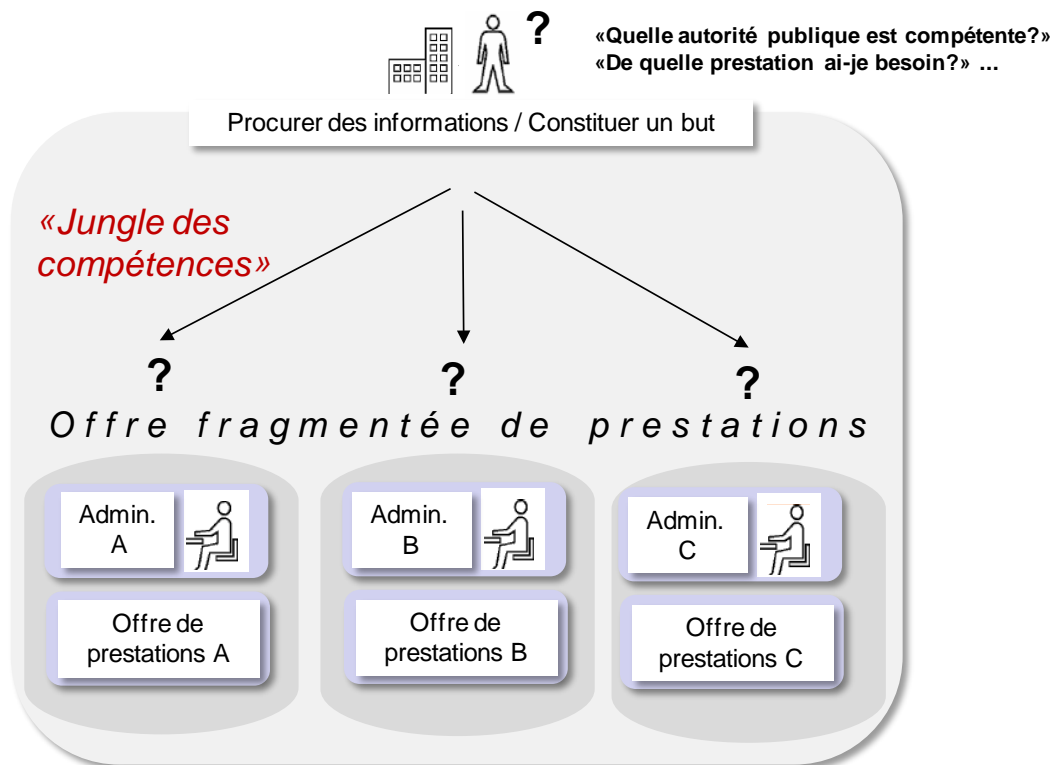 ?
«Quelle autorité publique est compétente?»
«De quelle prestation ai-je besoin?» ...
Procurer des informations / Constituer un but
«Jungle des
compétences»
? ? ?
Offre fragmentée de prestations
Admin.
A
Admin.
B
Admin.
C
Offre de
prestations A
Offre de
prestations B
Offre de
prestations C